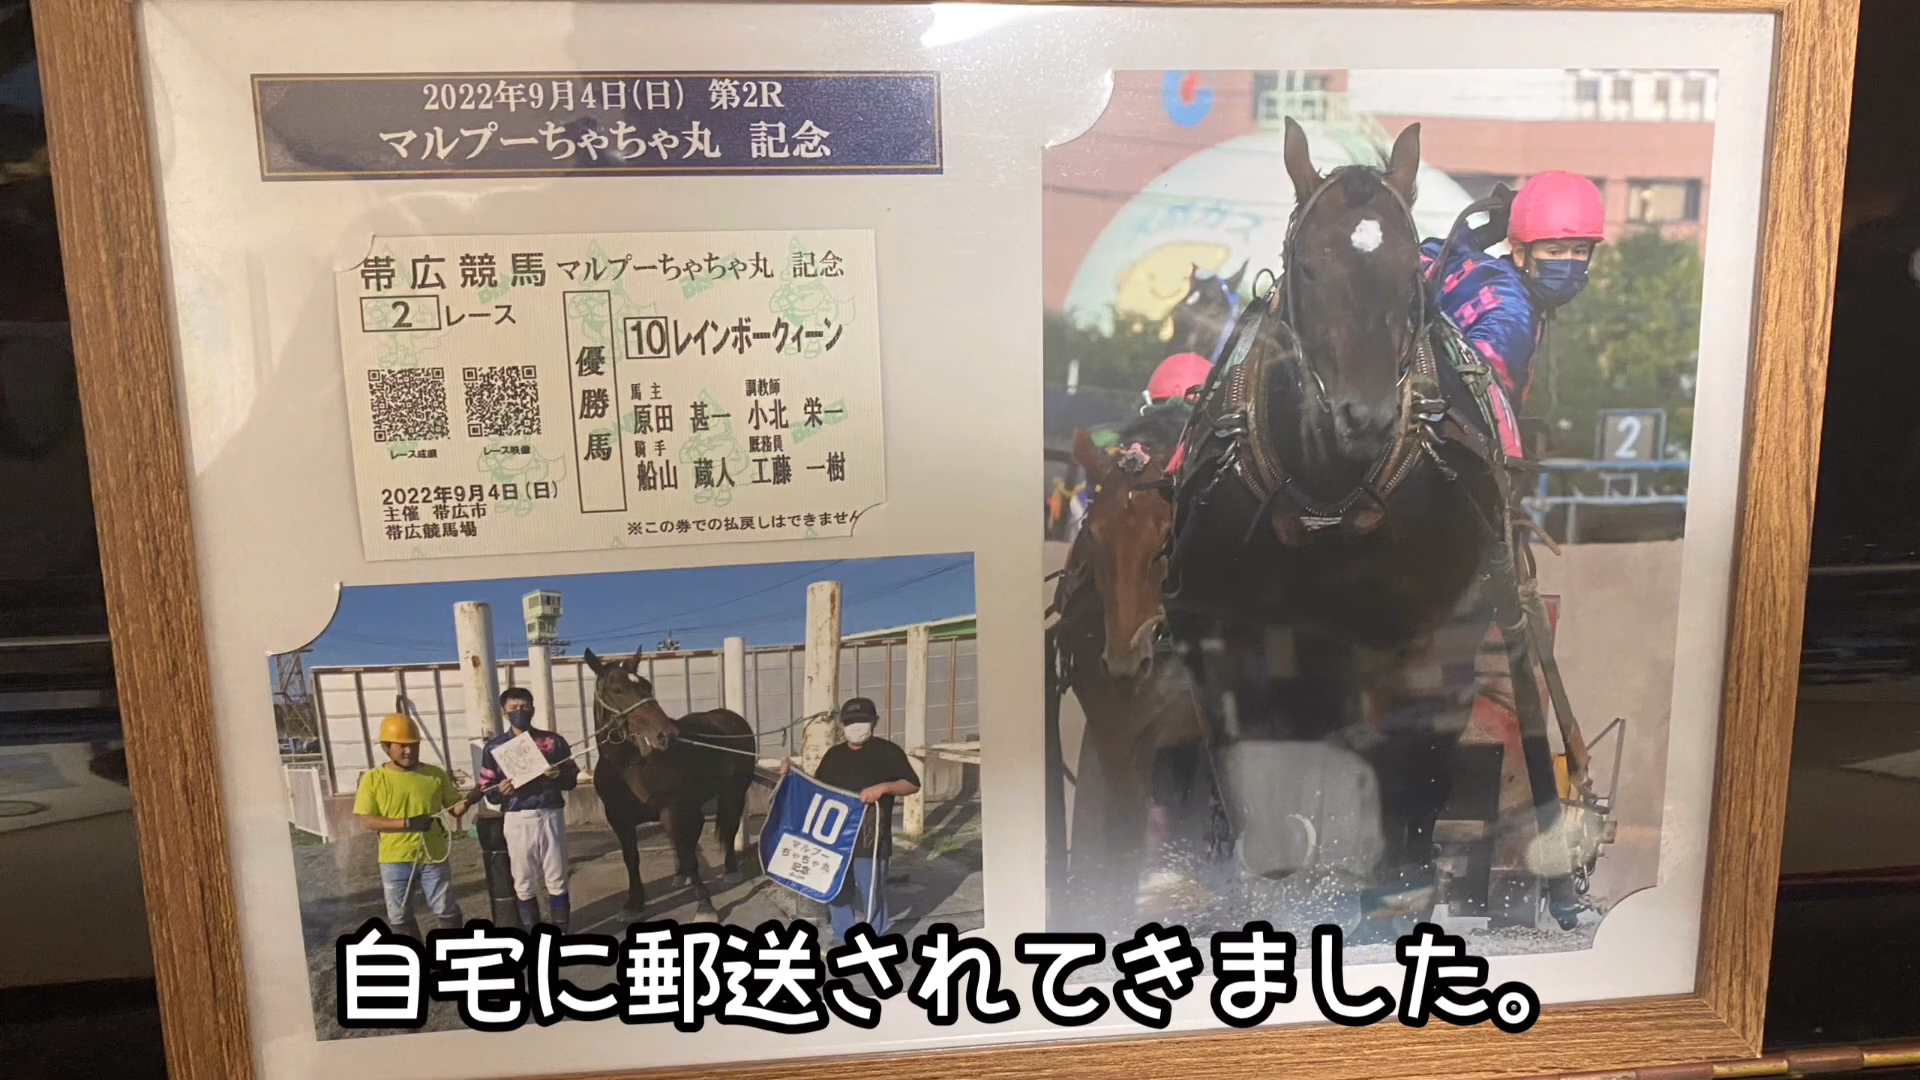 2022年9月4日(日) 第2R
マルプーちゃちゃ丸 記念
帯広競馬 マルプーちゃちゃ丸 記念
2 レース
優勝馬
10 レインボークィーン
馬主 調教師
原田 甚一 小北 栄一
騎手 厩務員
船山 蔵人 工藤 一樹
レース成績 レース映像
2022年9月4日(日)
主催 帯広市
帯広競馬場
※この券での払戻しはできません
2
10
マルプー
ちゃちゃ丸
記念
自宅に郵送されてきました。